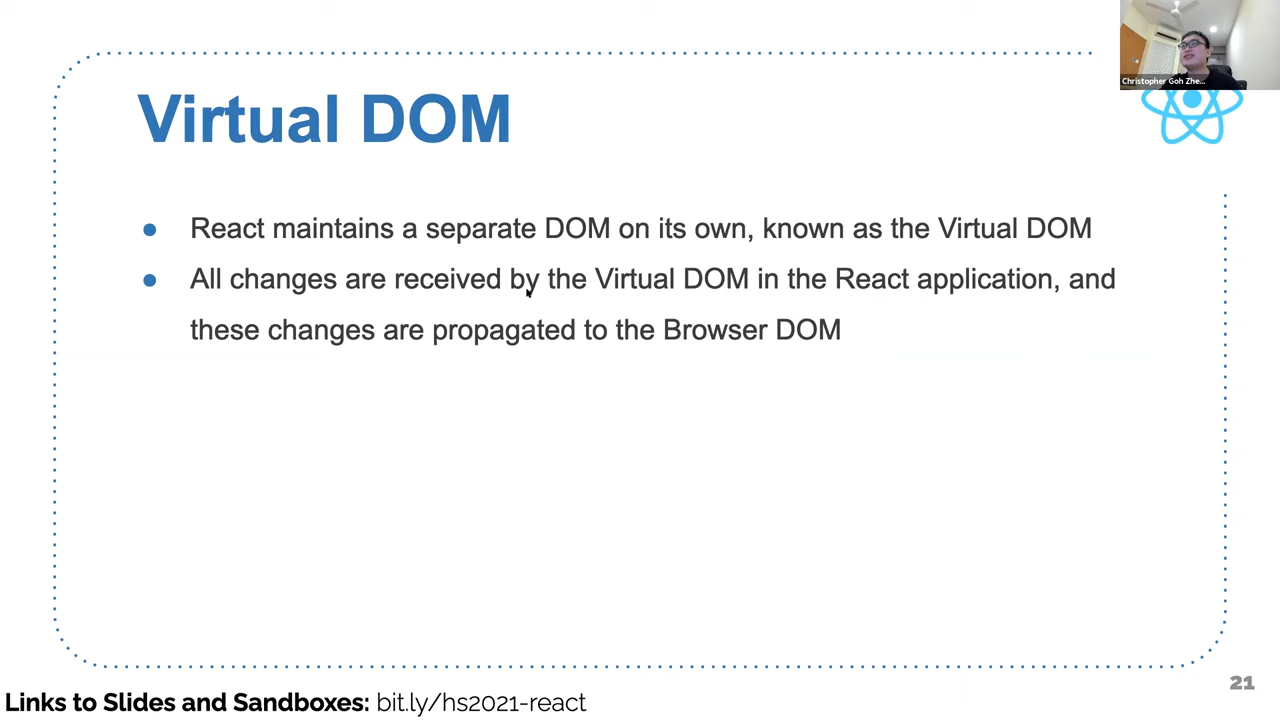 Christopher Goh Zhe...
Virtual DOM
● React maintains a separate DOM on its own, known as the Virtual DOM
● All changes are received by the Virtual DOM in the React application, and
these changes are propagated to the Browser DOM
21
Links to Slides and Sandboxes: bit.ly/hs2021-react